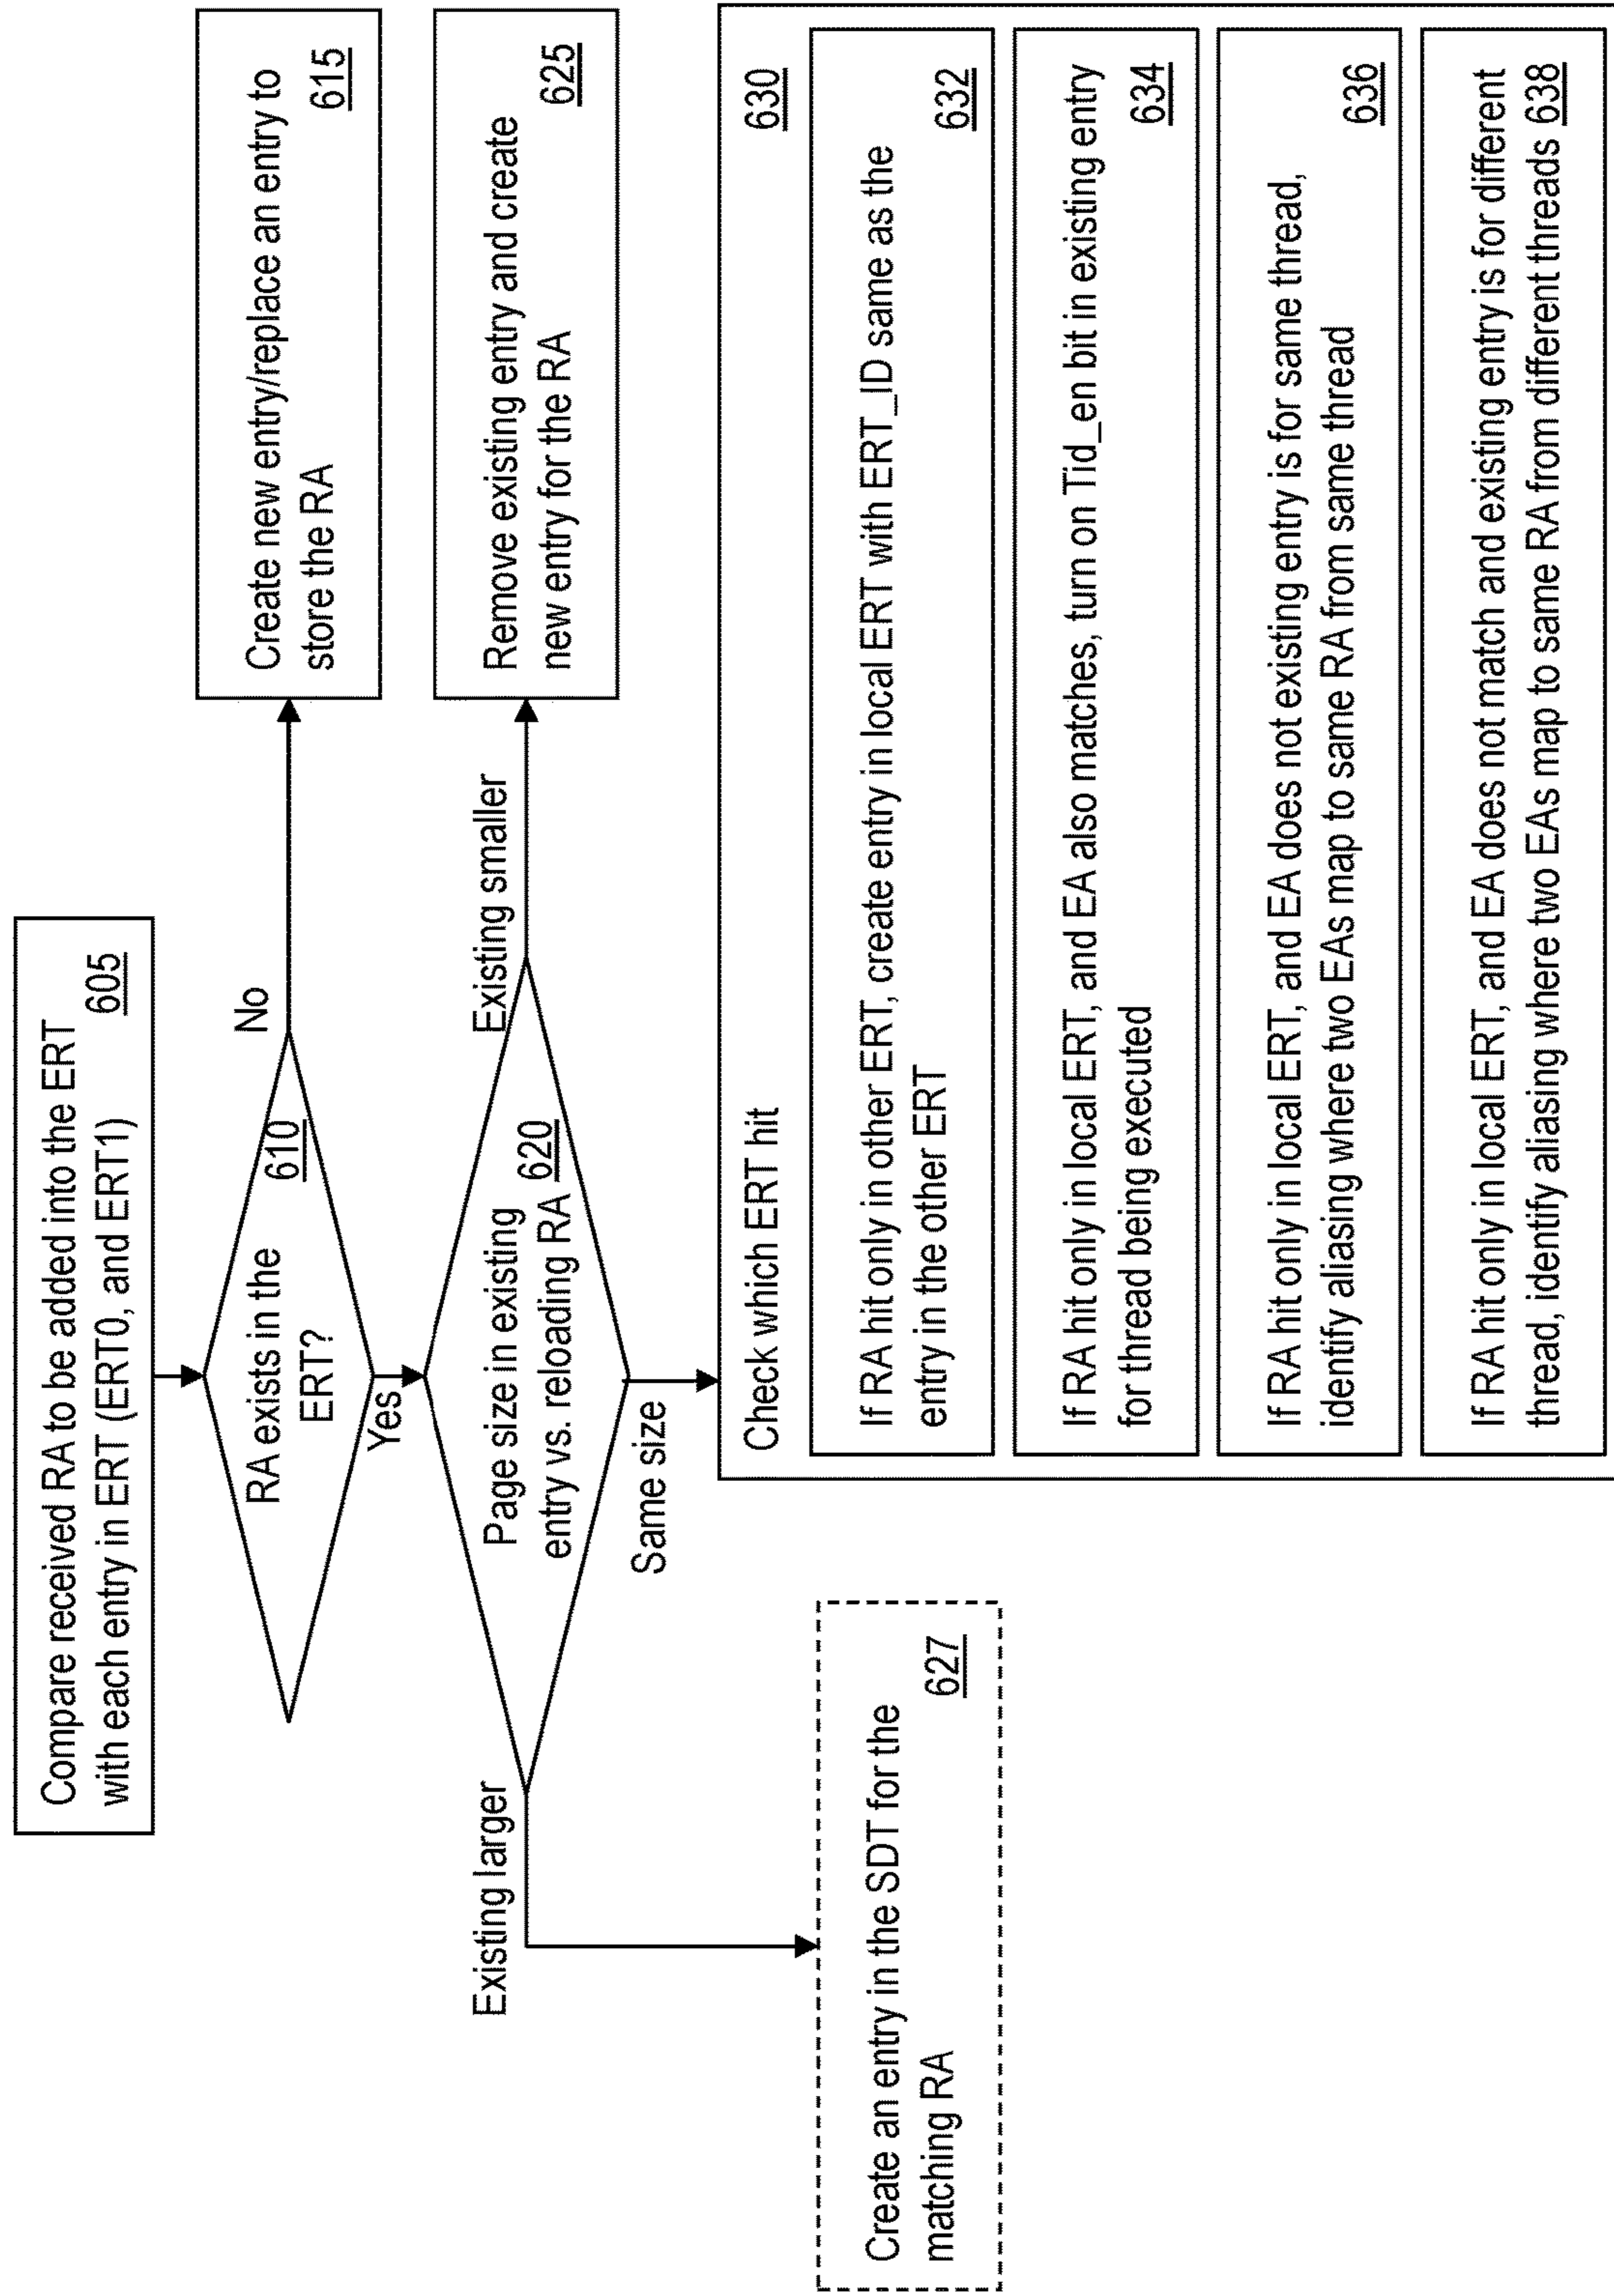 Compare received RA to be added into the ERT
with each entry in ERT (ERT0, and ERT1) 605
RA exists in the
ERT?
610
No
Create new entry/replace an entry to
store the RA
615
Yes
Page size in existing
entry vs. reloading RA 620
Existing smaller
Remove existing entry and create
new entry for the RA
625
Existing larger
Create an entry in the SDT for the
matching RA
627
Same size
Check which ERT hit 630
If RA hit only in other ERT, create entry in local ERT with ERT_ID same as the
entry in the other ERT 632
If RA hit only in local ERT, and EA also matches, turn on Tid_en bit in existing entry
for thread being executed 634
If RA hit only in local ERT, and EA does not existing entry is for same thread,
identify aliasing where two EAs map to same RA from same thread 636
If RA hit only in local ERT, and EA does not match and existing entry is for different
thread, identify aliasing where two EAs map to same RA from different threads 638